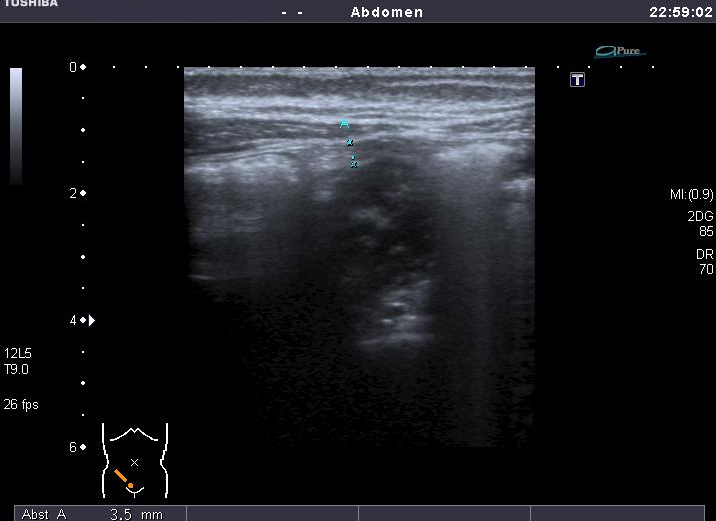 TOSHIBA
- - Abdomen 22:59:02
aPure
T
0
2
4
6
A
MI:(0.9)
2DG
85
DR
70
12L5
T9.0
26 fps
Abst A 3.5 mm